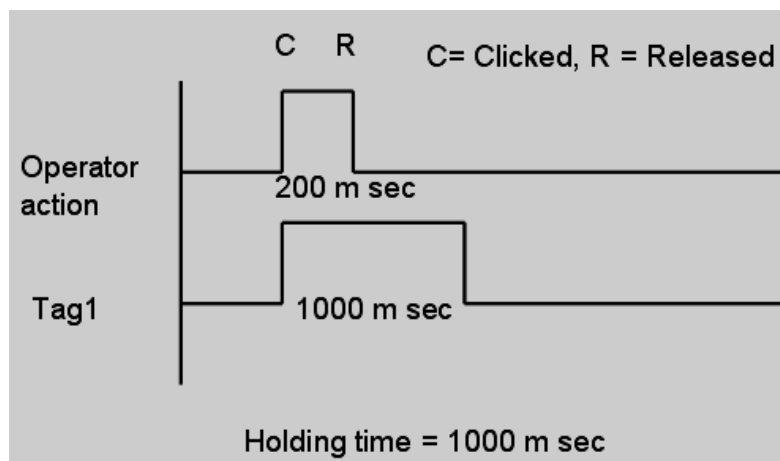 C R
C= Clicked, R = Released
Operator
action
200 m sec
Tag1
1000 m sec
Holding time = 1000 m sec